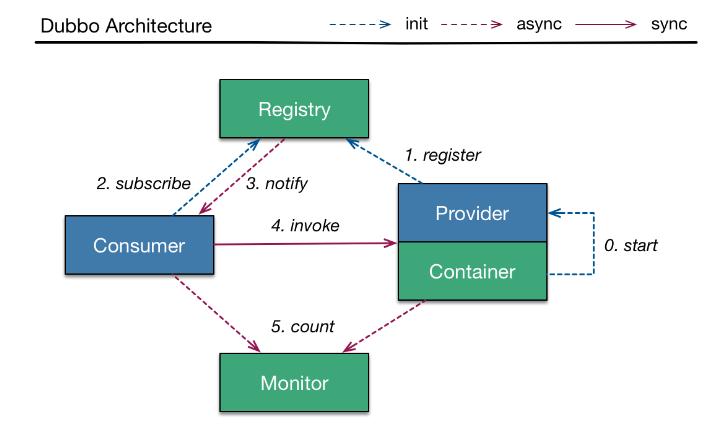 Dubbo Architecture
init
async
sync
Registry
1. register
2. subscribe
3. notify
Provider
4. invoke
Consumer
0. start
Container
5. count
Monitor